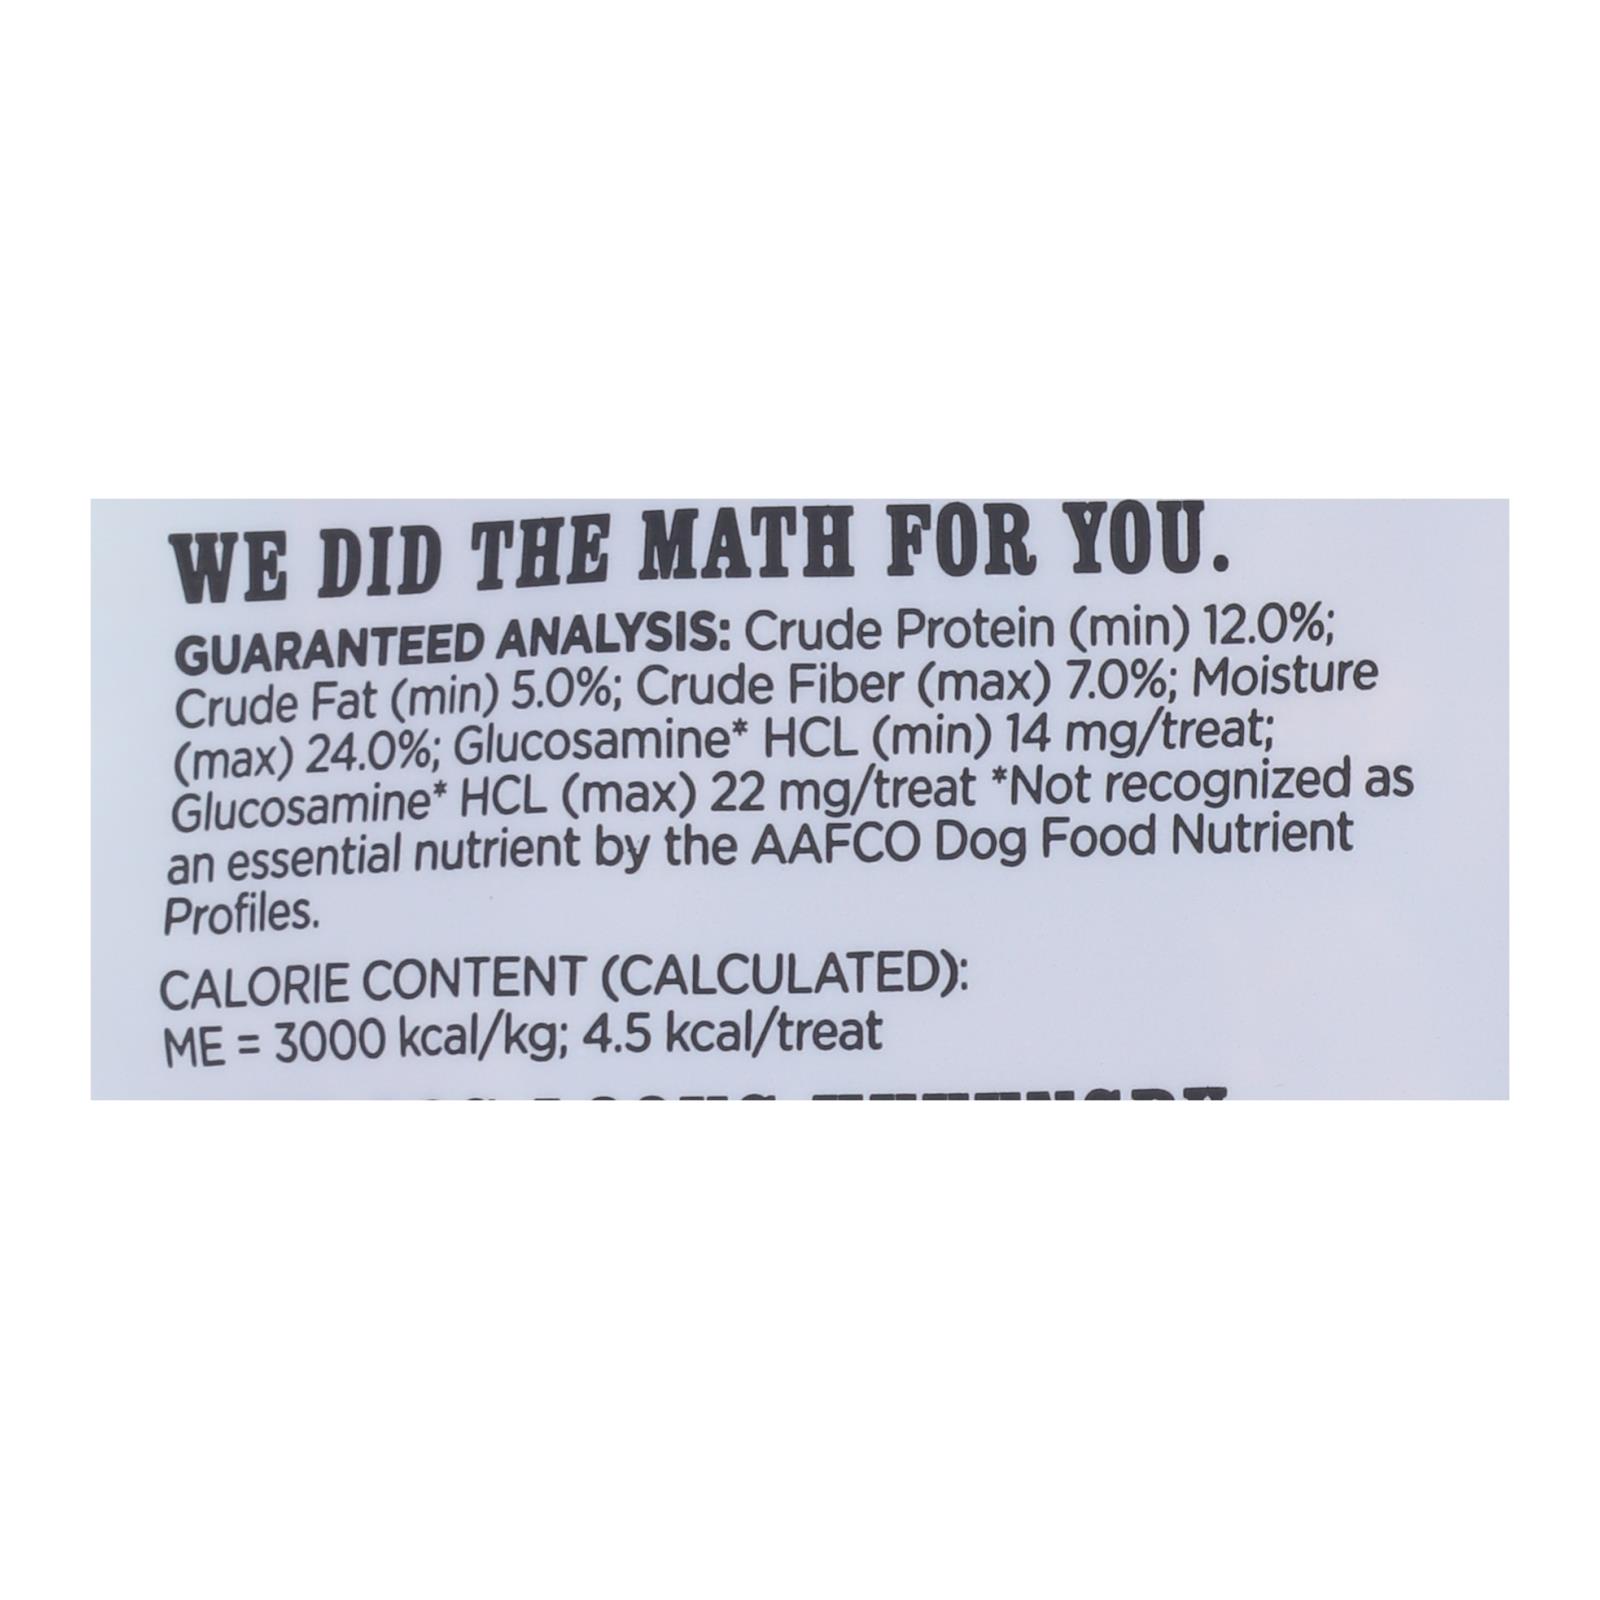 WE DID THE MATH FOR YOU.
GUARANTEED ANALYSIS: Crude Protein (min) 12.0%;
Crude Fat (min) 5.0%; Crude Fiber (max) 7.0%; Moisture
(max) 24.0%; Glucosamine* HCL (min) 14 mg/treat;
Glucosamine* HCL (max) 22 mg/treat *Not recognized as
an essential nutrient by the AAFCO Dog Food Nutrient
Profiles.
CALORIE CONTENT (CALCULATED):
ME = 3000 kcal/kg; 4.5 kcal/treat